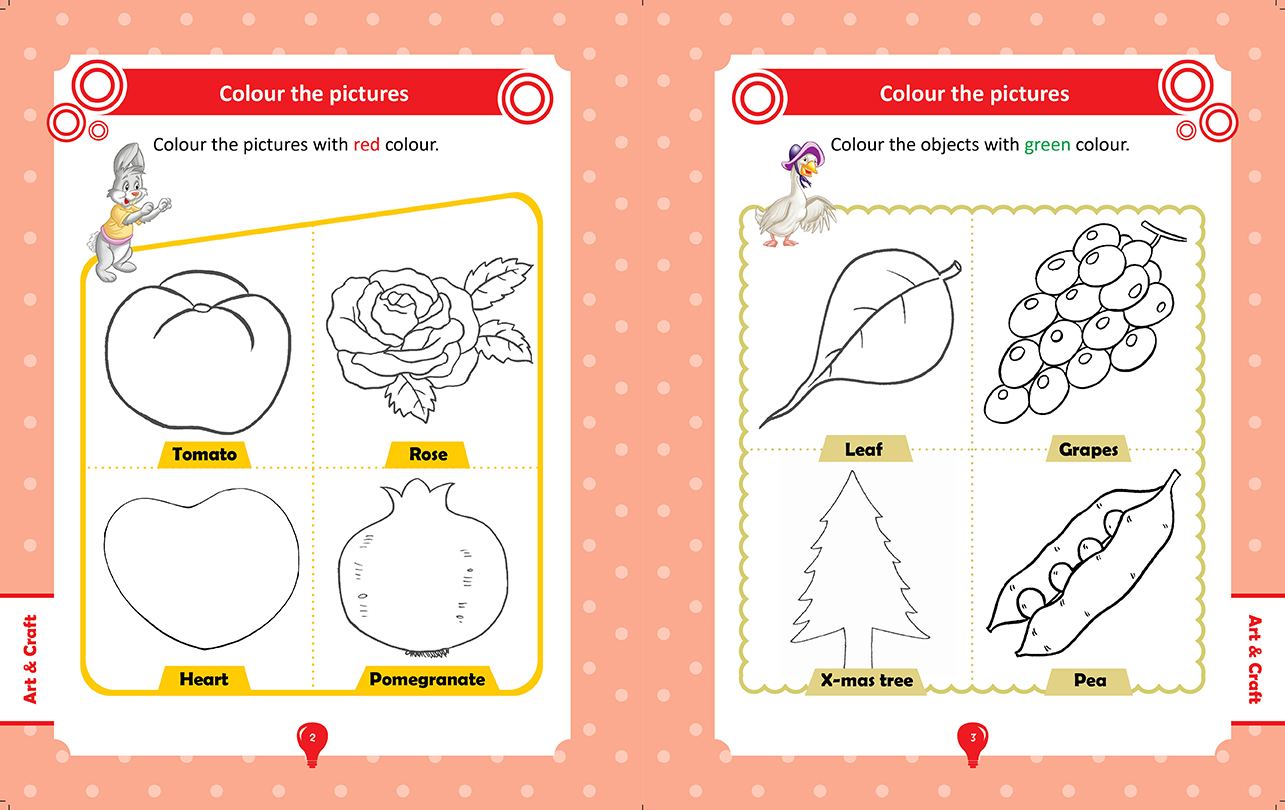 Colour the pictures
Colour the pictures with red colour.
Tomato
Rose
Heart
Pomegranate
Art & Craft
2
Colour the pictures
Colour the objects with green colour.
Leaf
Grapes
X-mas tree
Pea
Art & Craft
3